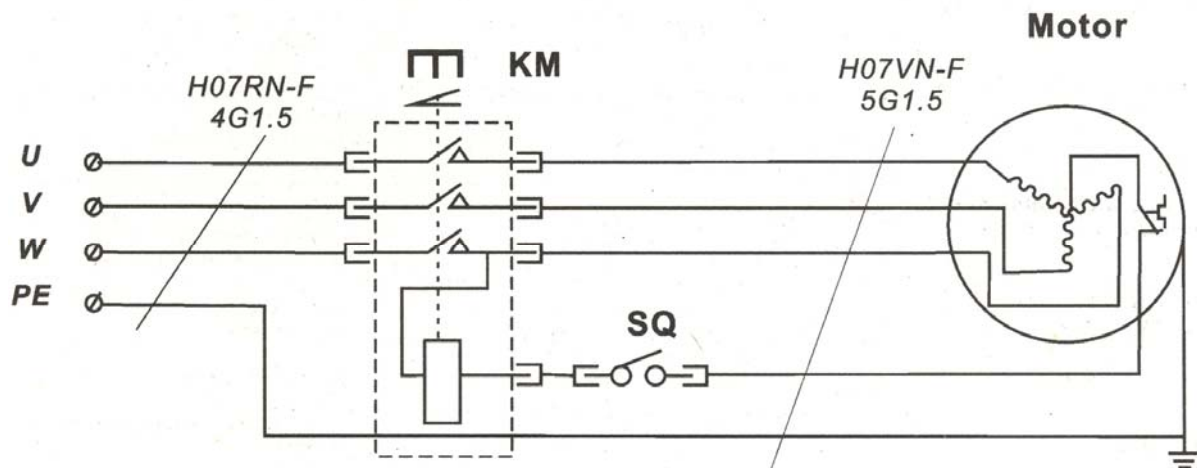 Motor
KM
H07RN-F
4G1.5
H07VN-F
5G1.5
U
V
W
PE
SQ